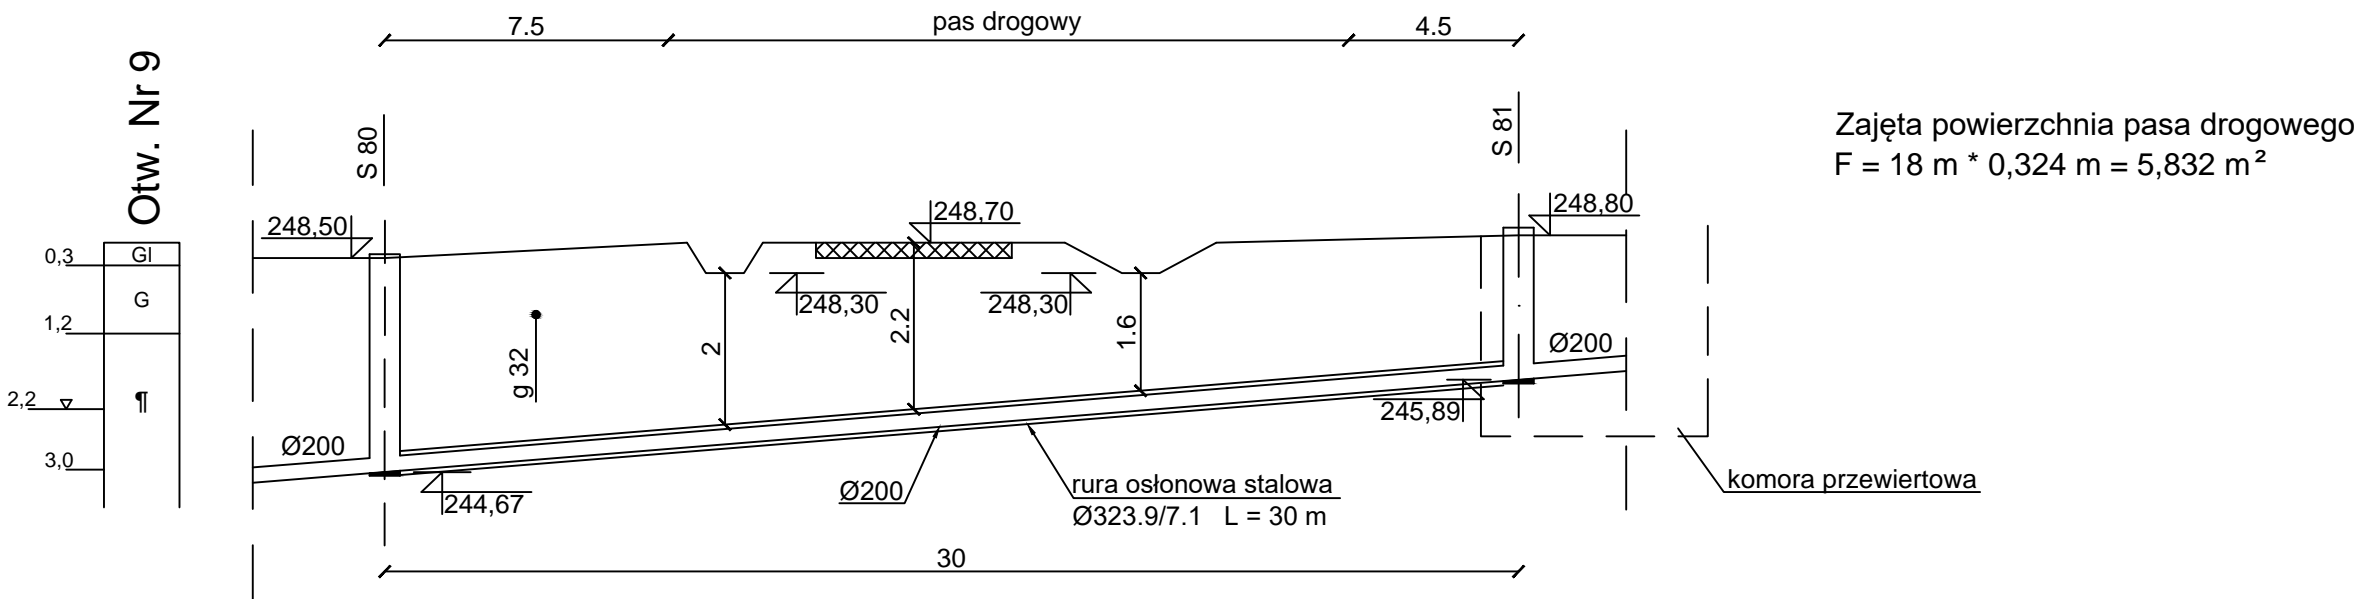 7.5
pas drogowy
4.5
Otw. Nr 9
S 80
S 81
Zajęta powierzchnia pasa drogowego
F = 18 m * 0,324 m = 5,832 m²
248,50
248,70
248,80
0,3
Gl
G
1,2
¶
2,2
3,0
248,30
248,30
g 32
2
2.2
1.6
Ø200
245,89
Ø200
244,67
Ø200
rura osłonowa stalowa
Ø323.9/7.1 L = 30 m
komora przewiertowa
30